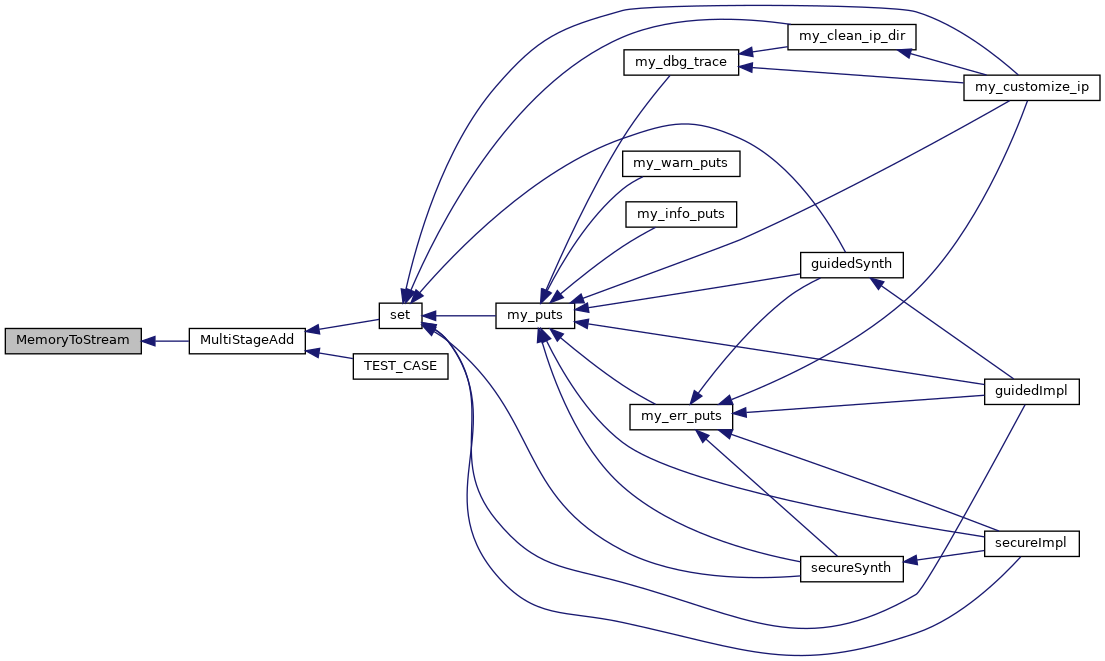 my_clean_ip_dir
my_dbg_trace
my_customize_ip
my_warn_puts
my_info_puts
guidedSynth
set
my_puts
MemoryToStream
MultiStageAdd
TEST_CASE
guidedImpl
my_err_puts
secureImpl
secureSynth